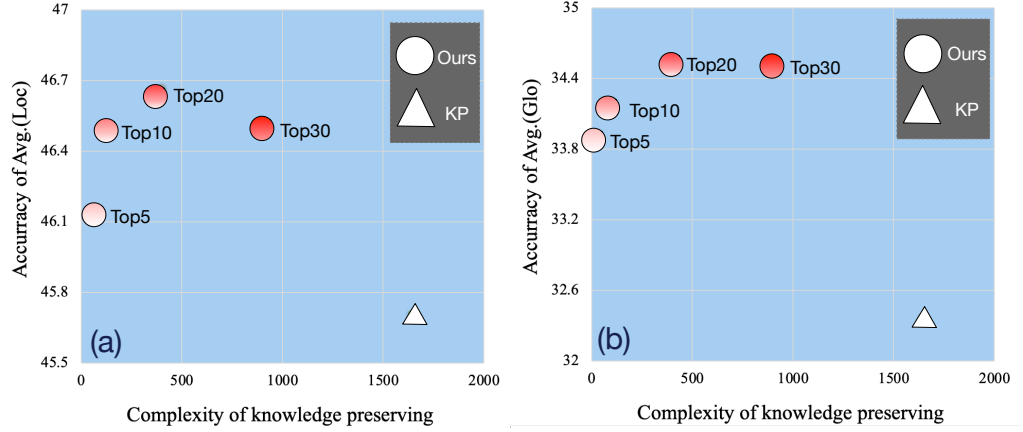 47
46.7
46.4
46.1
45.8
45.5
Accurracy of Avg.(Loc)
Ours
KP
Top20
Top10
Top30
Top5
(a)
0
500
1000
1500
2000
Complexity of knowledge preserving
35
34.4
33.8
33.2
32.6
32
Accurracy of Avg.(Glo)
Ours
KP
Top20
Top30
Top10
Top5
(b)
0
500
1000
1500
2000
Complexity of knowledge preserving